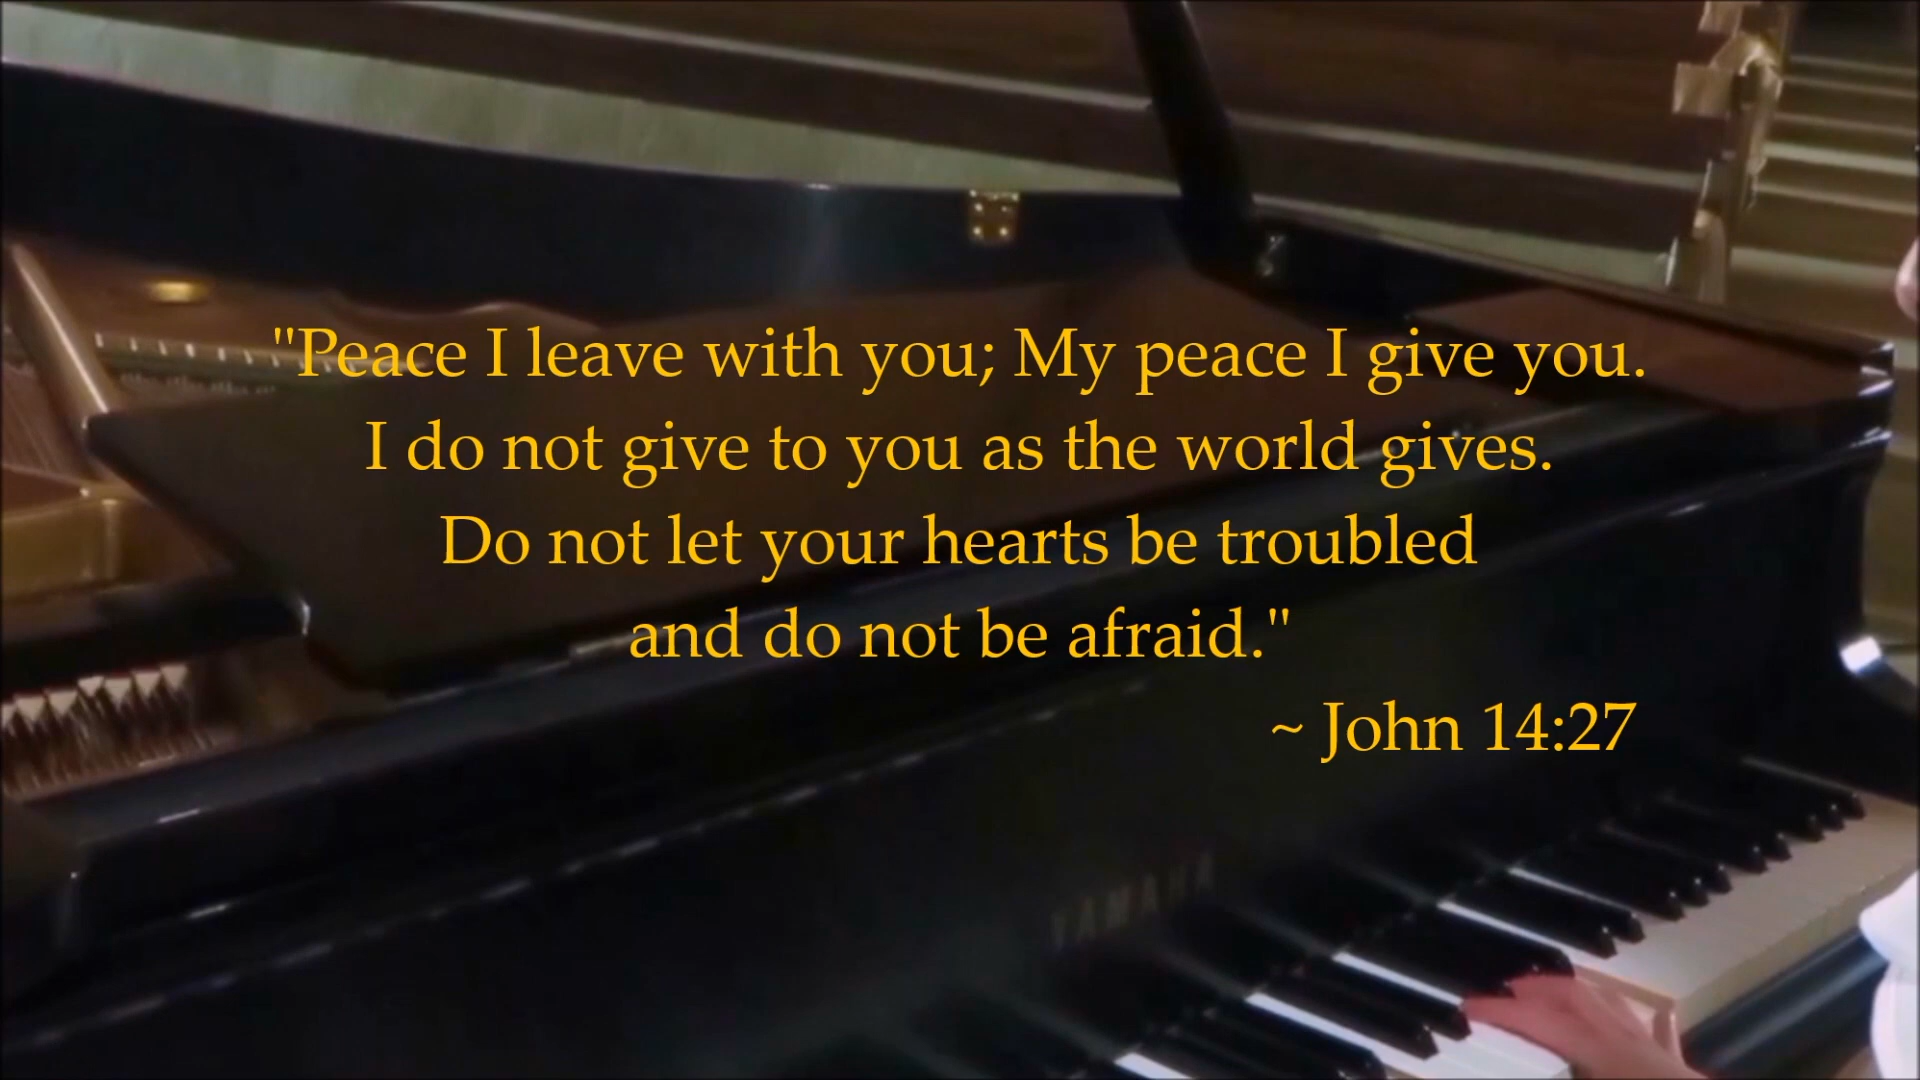 "Peace I leave with you; My peace I give you.
I do not give to you as the world gives.
Do not let your hearts be troubled
and do not be afraid."
~ John 14:27
YAMAHA